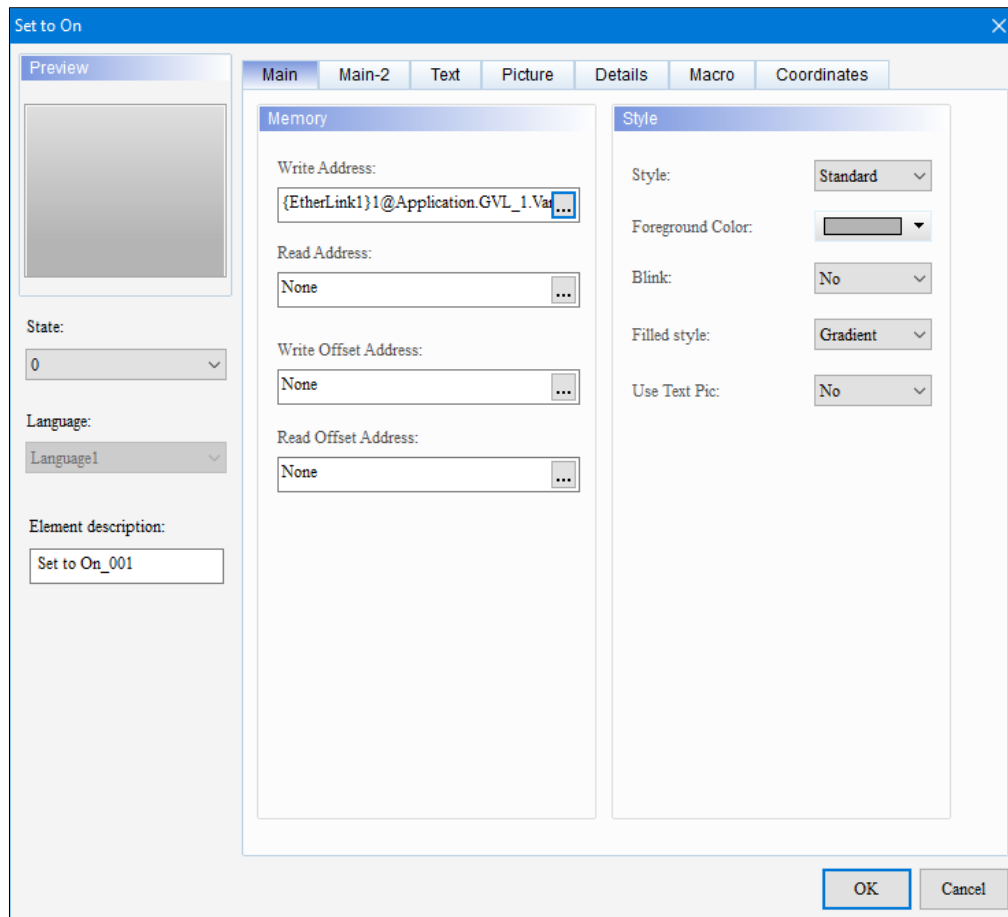 Set to On
Preview
State:
0
Language:
Language1
Element description:
Set to On_001
Main Main-2 Text Picture Details Macro Coordinates
Memory
Write Address:
{EtherLink1}1@Application.GVL_1. ...
Read Address:
None ...
Write Offset Address:
None ...
Read Offset Address:
None ...
Style
Style: Standard
Foreground Color:
Blink: No
Filled style: Gradient
Use Text Pic: No
OK Cancel